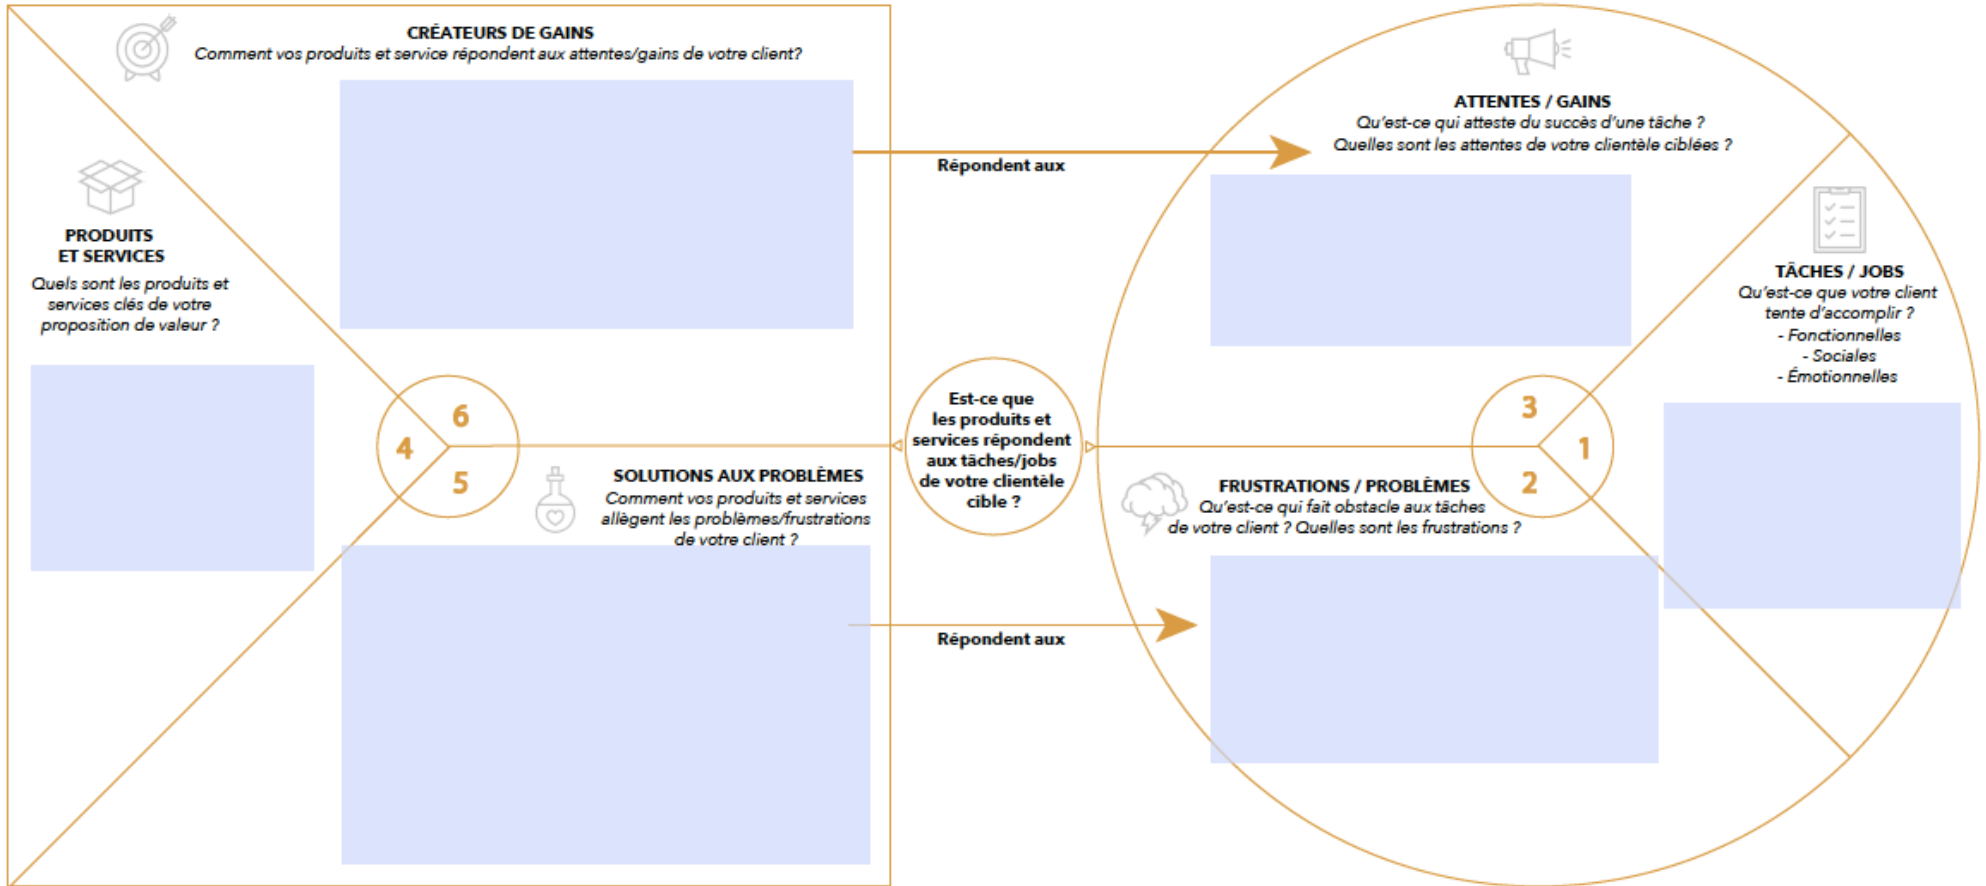 CRÉATEURS DE GAINS
Comment vos produits et service répondent aux attentes/gains de votre client?
PRODUITS
ET SERVICES
Quels sont les produits et
services clés de votre
proposition de valeur ?
6
4
5
SOLUTIONS AUX PROBLÈMES
Comment vos produits et services
allègent les problèmes/frustrations
de votre client ?
Répondent aux
Est-ce que
les produits et
services répondent
aux tâches/jobs
de votre clientèle
cible ?
Répondent aux
ATTENTES / GAINS
Qu'est-ce qui atteste du succès d'une tâche ?
Quelles sont les attentes de votre clientèle ciblées ?
TÂCHES / JOBS
Qu'est-ce que votre client
tente d'accomplir ?
- Fonctionnelles
- Sociales
- Émotionnelles
3
1
2
FRUSTRATIONS / PROBLÈMES
Qu'est-ce qui fait obstacle aux tâches
de votre client ? Quelles sont les frustrations ?